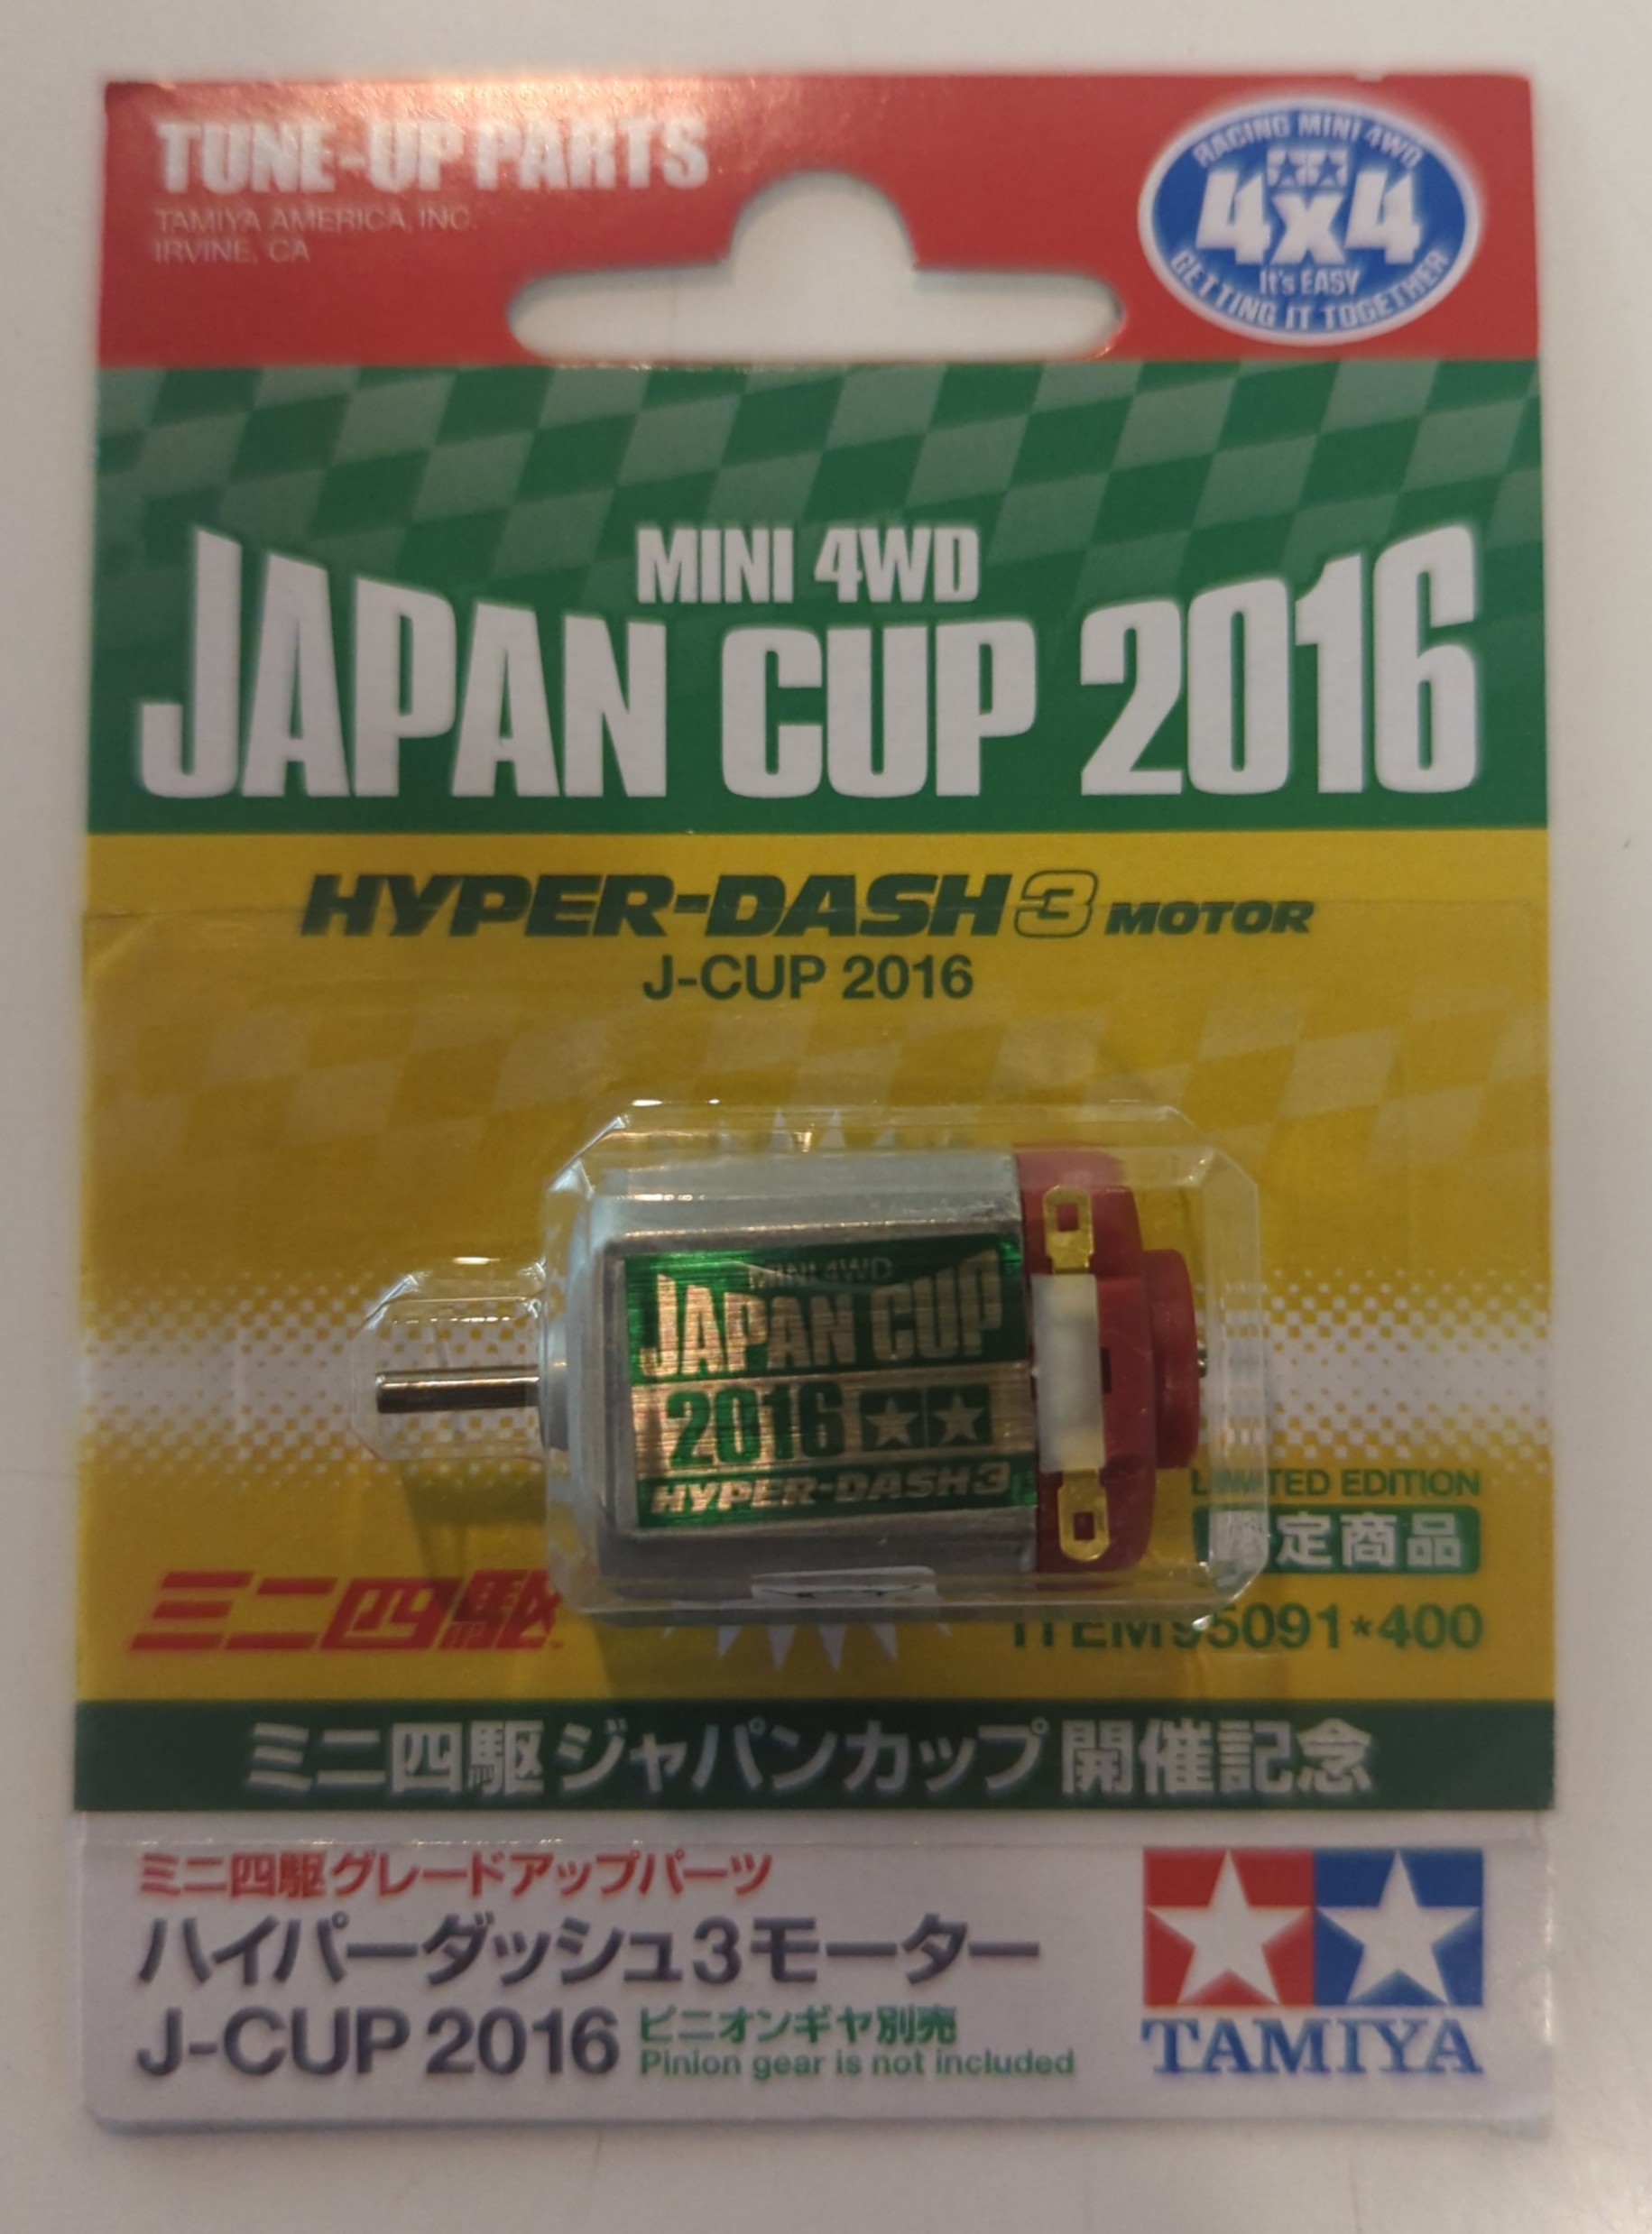 TUNE-UP PARTS
TAMIYA AMERICA, INC.
IRVINE, CA
RACING MINI 4WD
4x4
It's EASY
GETTING IT TOGETHER
MINI 4WD
JAPAN CUP 2016
HYPER-DASH 3 MOTOR
J-CUP 2016
MINI 4WD
JAPAN CUP
2016
HYPER-DASH 3
LIMITED EDITION
限定商品
ミニ四駆
ITEM 95091*400
ミニ四駆ジャパンカップ開催記念
ミニ四駆グレードアップパーツ
ハイパーダッシュ3モーター
J-CUP 2016
ピニオンギヤ別売
Pinion gear is not included
TAMIYA